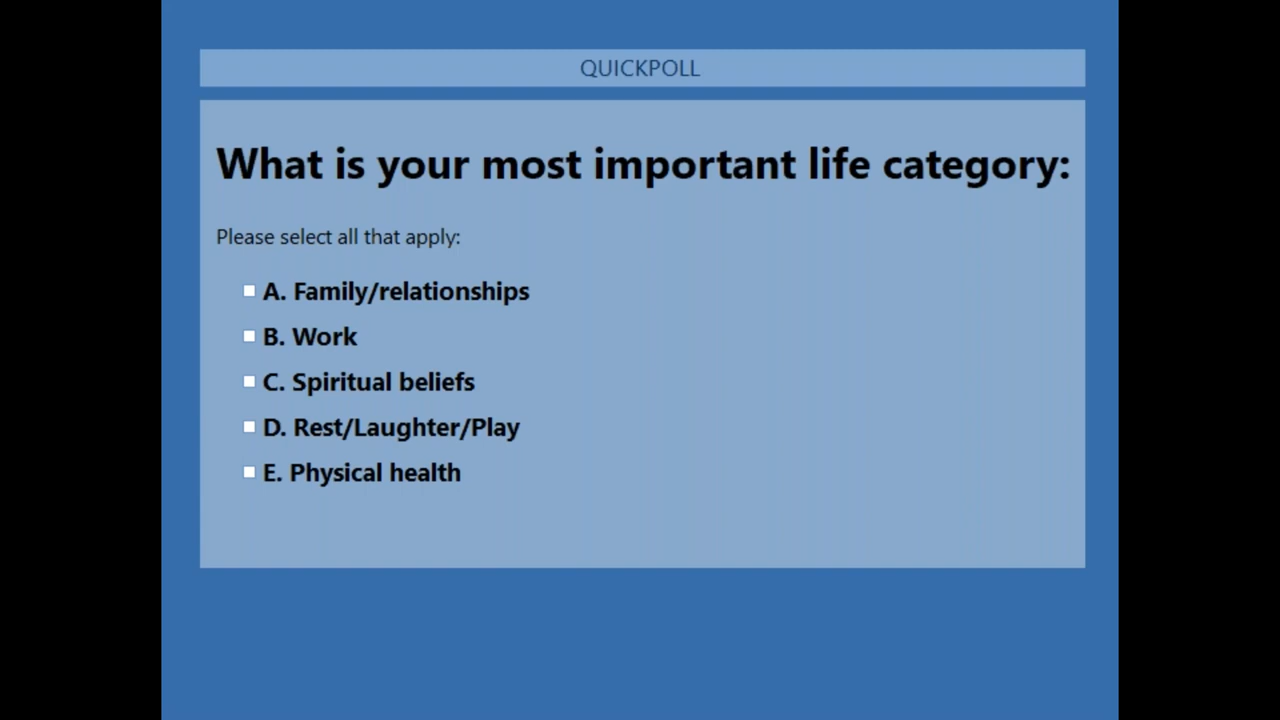 QUICKPOLL
What is your most important life category:
Please select all that apply:
A. Family/relationships
B. Work
C. Spiritual beliefs
D. Rest/Laughter/Play
E. Physical health